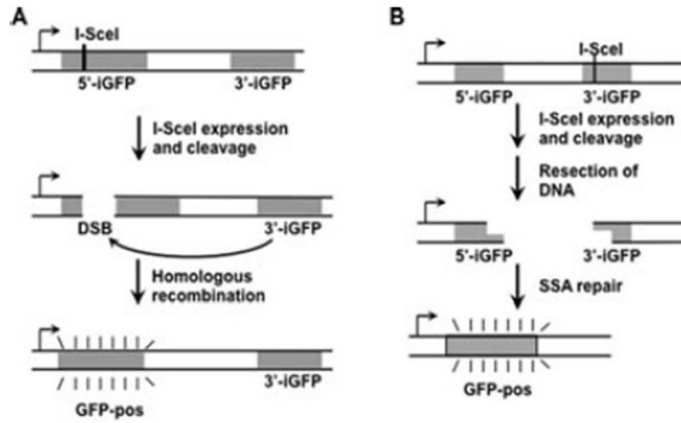 A
I-SceI
5'-iGFP 3'-iGFP
I-SceI expression
and cleavage
DSB 3'-iGFP
Homologous
recombination
3'-iGFP
GFP-pos
B
I-SceI
5'-iGFP 3'-iGFP
I-SceI expression
and cleavage
Resection of
DNA
5'-iGFP 3'-iGFP
SSA repair
GFP-pos